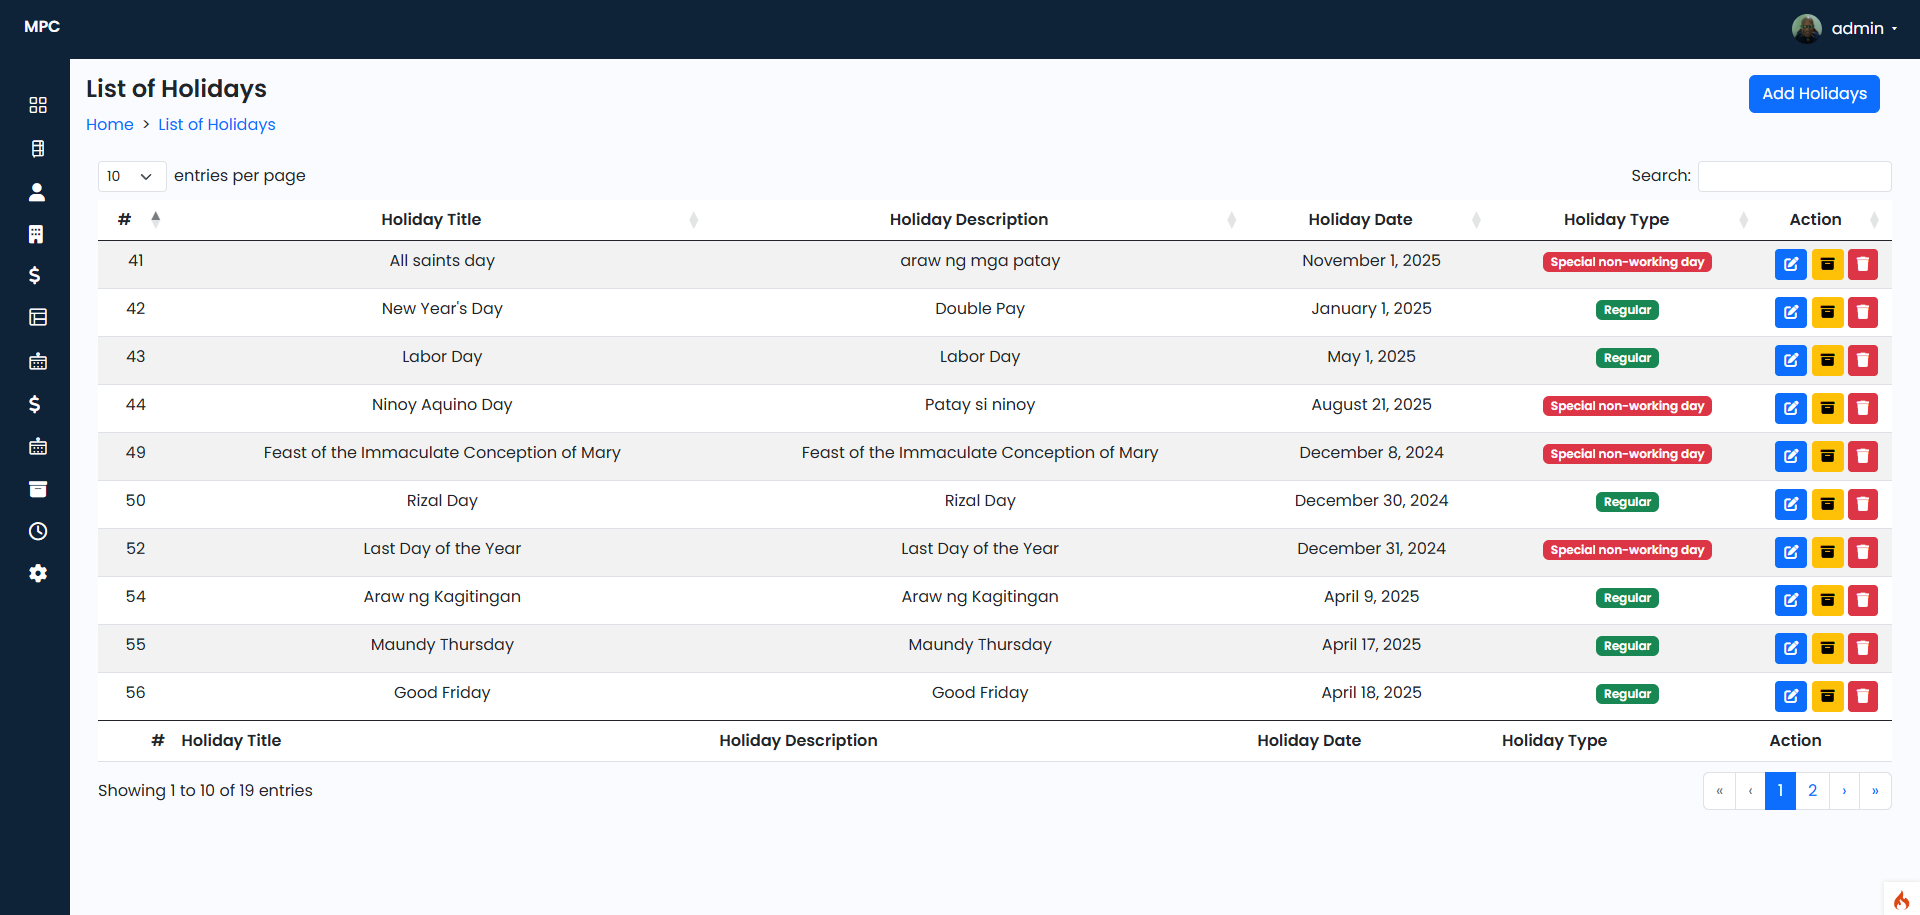 MPC
admin
List of Holidays
Add Holidays
Home > List of Holidays
10 entries per page
Search:
# Holiday Title Holiday Description Holiday Date Holiday Type Action
41 All saints day araw ng mga patay November 1, 2025 Special non-working day
42 New Year's Day Double Pay January 1, 2025 Regular
43 Labor Day Labor Day May 1, 2025 Regular
44 Ninoy Aquino Day Patay si ninoy August 21, 2025 Special non-working day
49 Feast of the Immaculate Conception of Mary Feast of the Immaculate Conception of Mary December 8, 2024 Special non-working day
50 Rizal Day Rizal Day December 30, 2024 Regular
52 Last Day of the Year Last Day of the Year December 31, 2024 Special non-working day
54 Araw ng Kagitingan Araw ng Kagitingan April 9, 2025 Regular
55 Maundy Thursday Maundy Thursday April 17, 2025 Regular
56 Good Friday Good Friday April 18, 2025 Regular
# Holiday Title Holiday Description Holiday Date Holiday Type Action
Showing 1 to 10 of 19 entries
« ‹ 1 2 › »